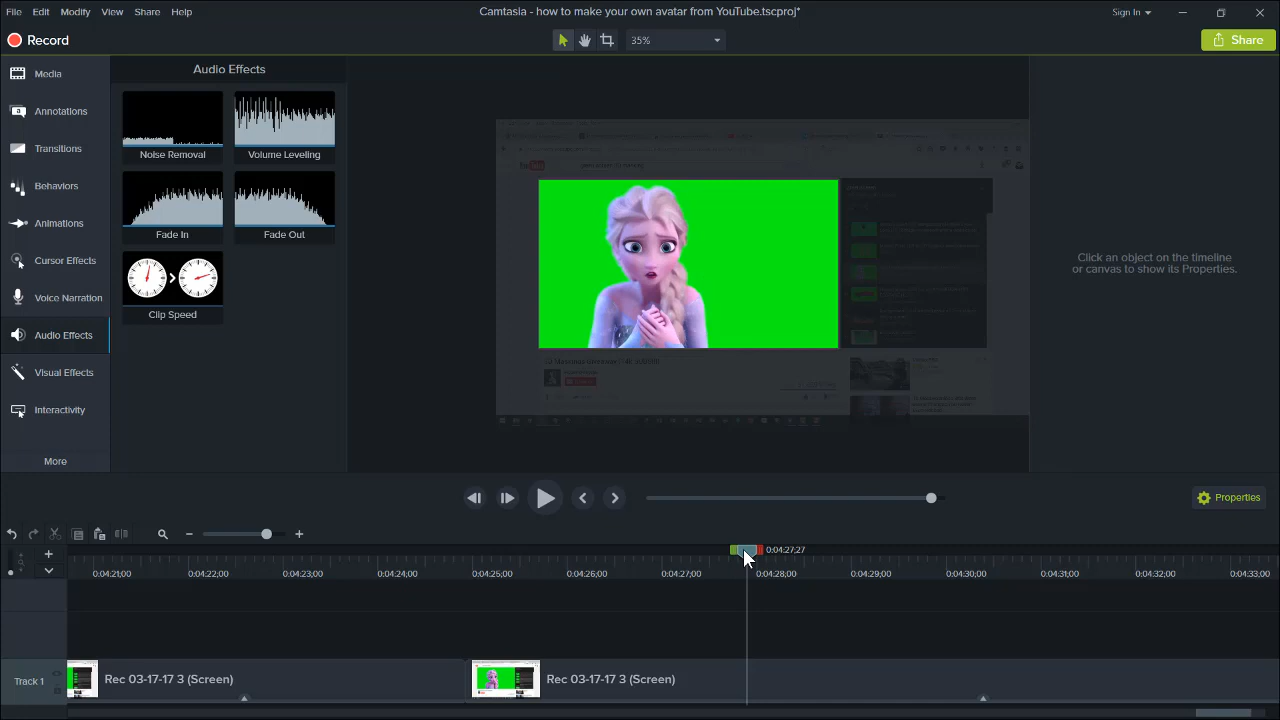 File Edit Modify View Share Help
Camtasia - how to make your own avatar from YouTube.tscproj*
Sign In
Record
35%
Share
Media
Annotations
Transitions
Behaviors
Animations
Cursor Effects
Voice Narration
Audio Effects
Visual Effects
Interactivity
More
Audio Effects
Noise Removal
Volume Leveling
Fade In
Fade Out
Clip Speed
Click an object on the timeline
or canvas to show its Properties.
Properties
0:04:27;27
0:04:21;00 0:04:22;00 0:04:23;00 0:04:24;00 0:04:25;00 0:04:26;00 0:04:27;00 0:04:28;00 0:04:29;00 0:04:30;00 0:04:31;00 0:04:32;00 0:04:33;00
Track 1
Rec 03-17-17 3 (Screen)
Rec 03-17-17 3 (Screen)